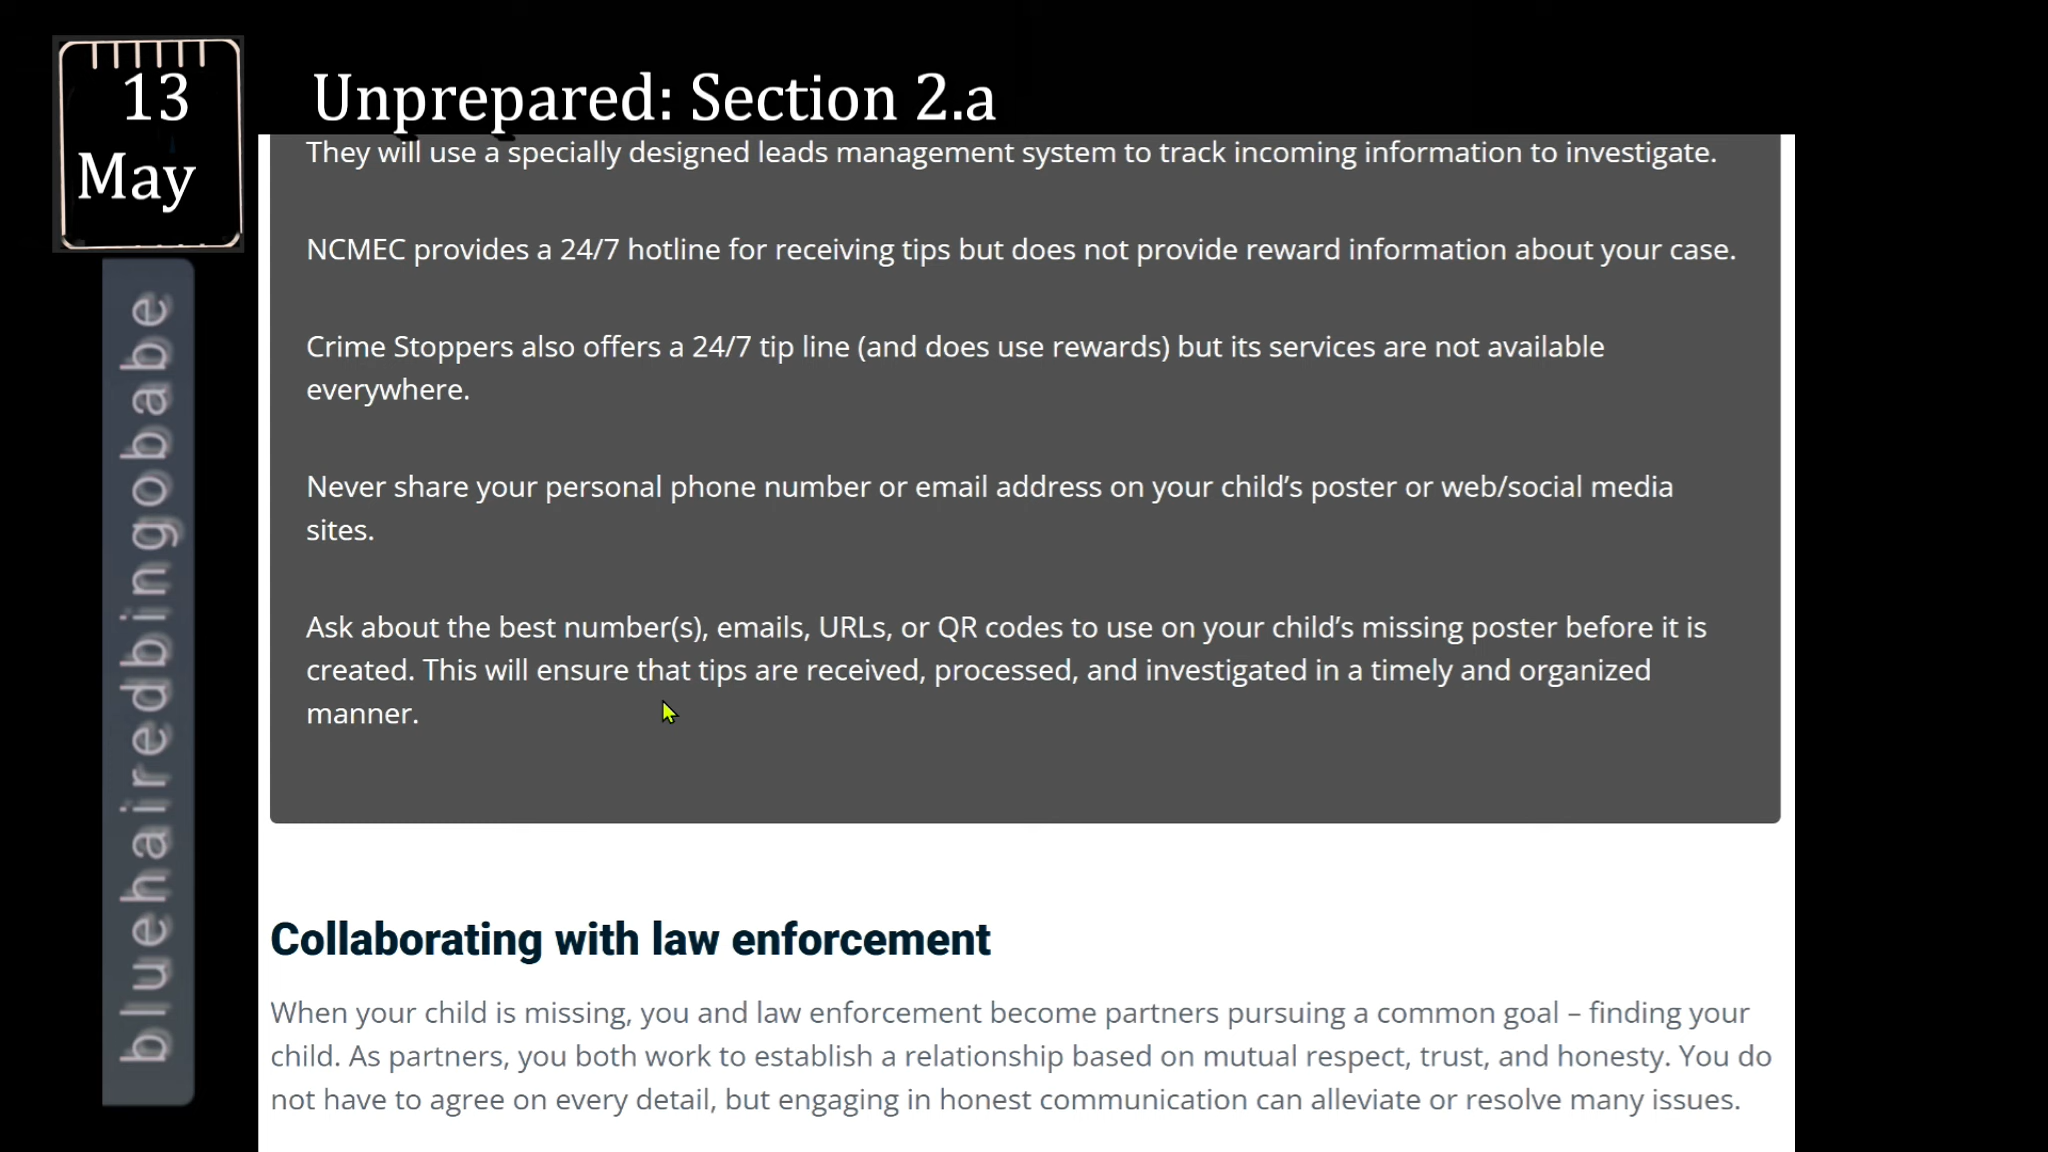 13
May
Unprepared: Section 2.a
They will use a specially designed leads management system to track incoming information to investigate.
NCMEC provides a 24/7 hotline for receiving tips but does not provide reward information about your case.
Crime Stoppers also offers a 24/7 tip line (and does use rewards) but its services are not available
everywhere.
Never share your personal phone number or email address on your child’s poster or web/social media
sites.
Ask about the best number(s), emails, URLs, or QR codes to use on your child’s missing poster before it is
created. This will ensure that tips are received, processed, and investigated in a timely and organized
manner.
Collaborating with law enforcement
When your child is missing, you and law enforcement become partners pursuing a common goal – finding your
child. As partners, you both work to establish a relationship based on mutual respect, trust, and honesty. You do
not have to agree on every detail, but engaging in honest communication can alleviate or resolve many issues.
bluehairedbingobabe